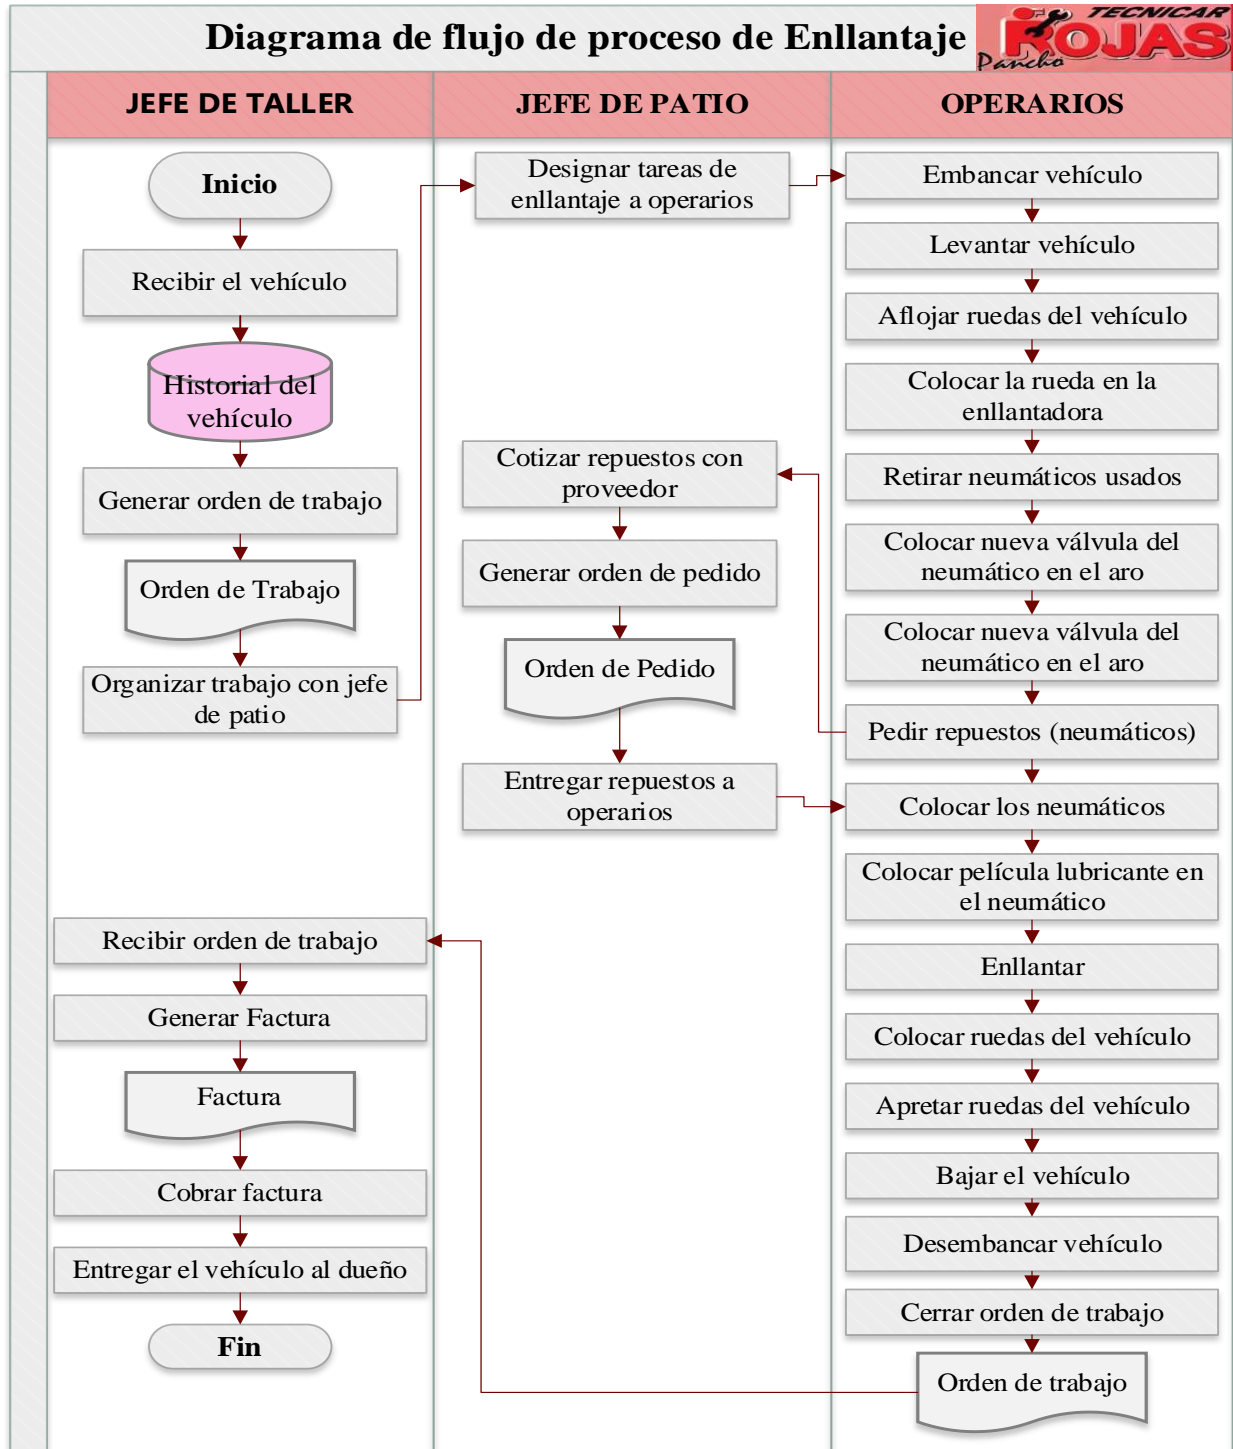 Diagrama de flujo de proceso de Enllantaje
TECNICAR
ROJAS
Pancho
JEFE DE TALLER
JEFE DE PATIO
OPERARIOS
Inicio
Recibir el vehículo
Historial del
vehículo
Generar orden de trabajo
Orden de Trabajo
Organizar trabajo con jefe
de patio
Designar tareas de
enllantaje a operarios
Embancar vehículo
Levantar vehículo
Aflojar ruedas del vehículo
Colocar la rueda en la
enllantadora
Retirar neumáticos usados
Colocar nueva válvula del
neumático en el aro
Colocar nueva válvula del
neumático en el aro
Pedir repuestos (neumáticos)
Cotizar repuestos con
proveedor
Generar orden de pedido
Orden de Pedido
Entregar repuestos a
operarios
Colocar los neumáticos
Colocar película lubricante en
el neumático
Enllantar
Colocar ruedas del vehículo
Apretar ruedas del vehículo
Bajar el vehículo
Desembancar vehículo
Cerrar orden de trabajo
Orden de trabajo
Recibir orden de trabajo
Generar Factura
Factura
Cobrar factura
Entregar el vehículo al dueño
Fin